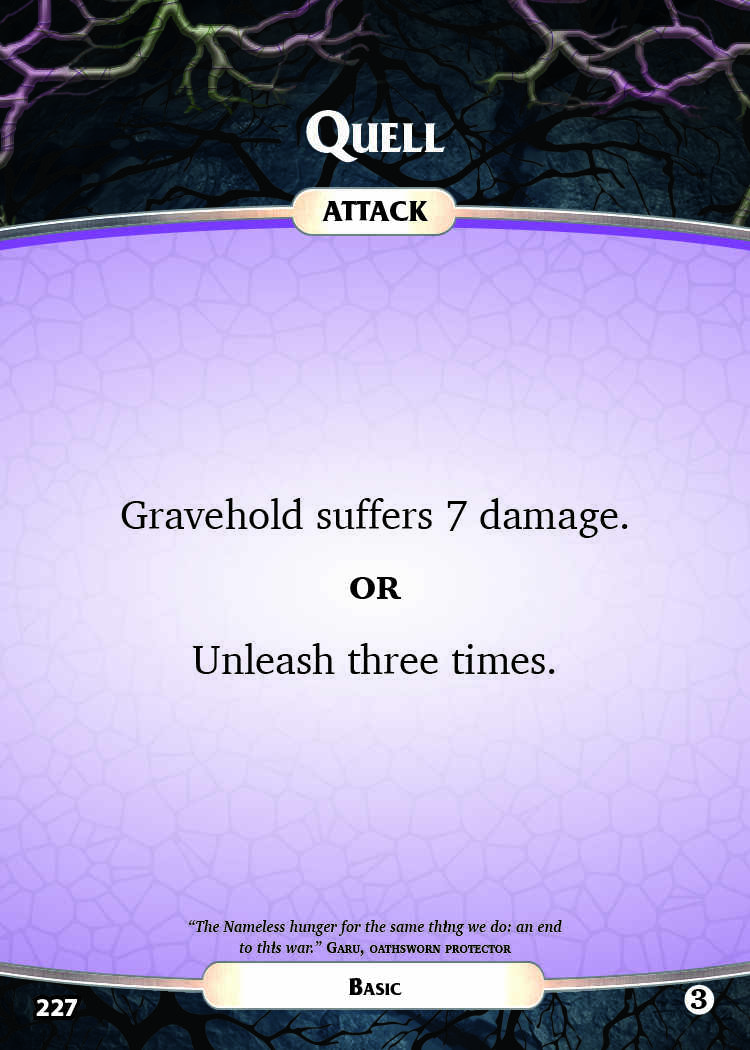 Quell
ATTACK
Gravehold suffers 7 damage.
OR
Unleash three times.
“The Nameless hunger for the same thing we do: an end
to this war.” Garu, oathsworn protector
Basic
227
3